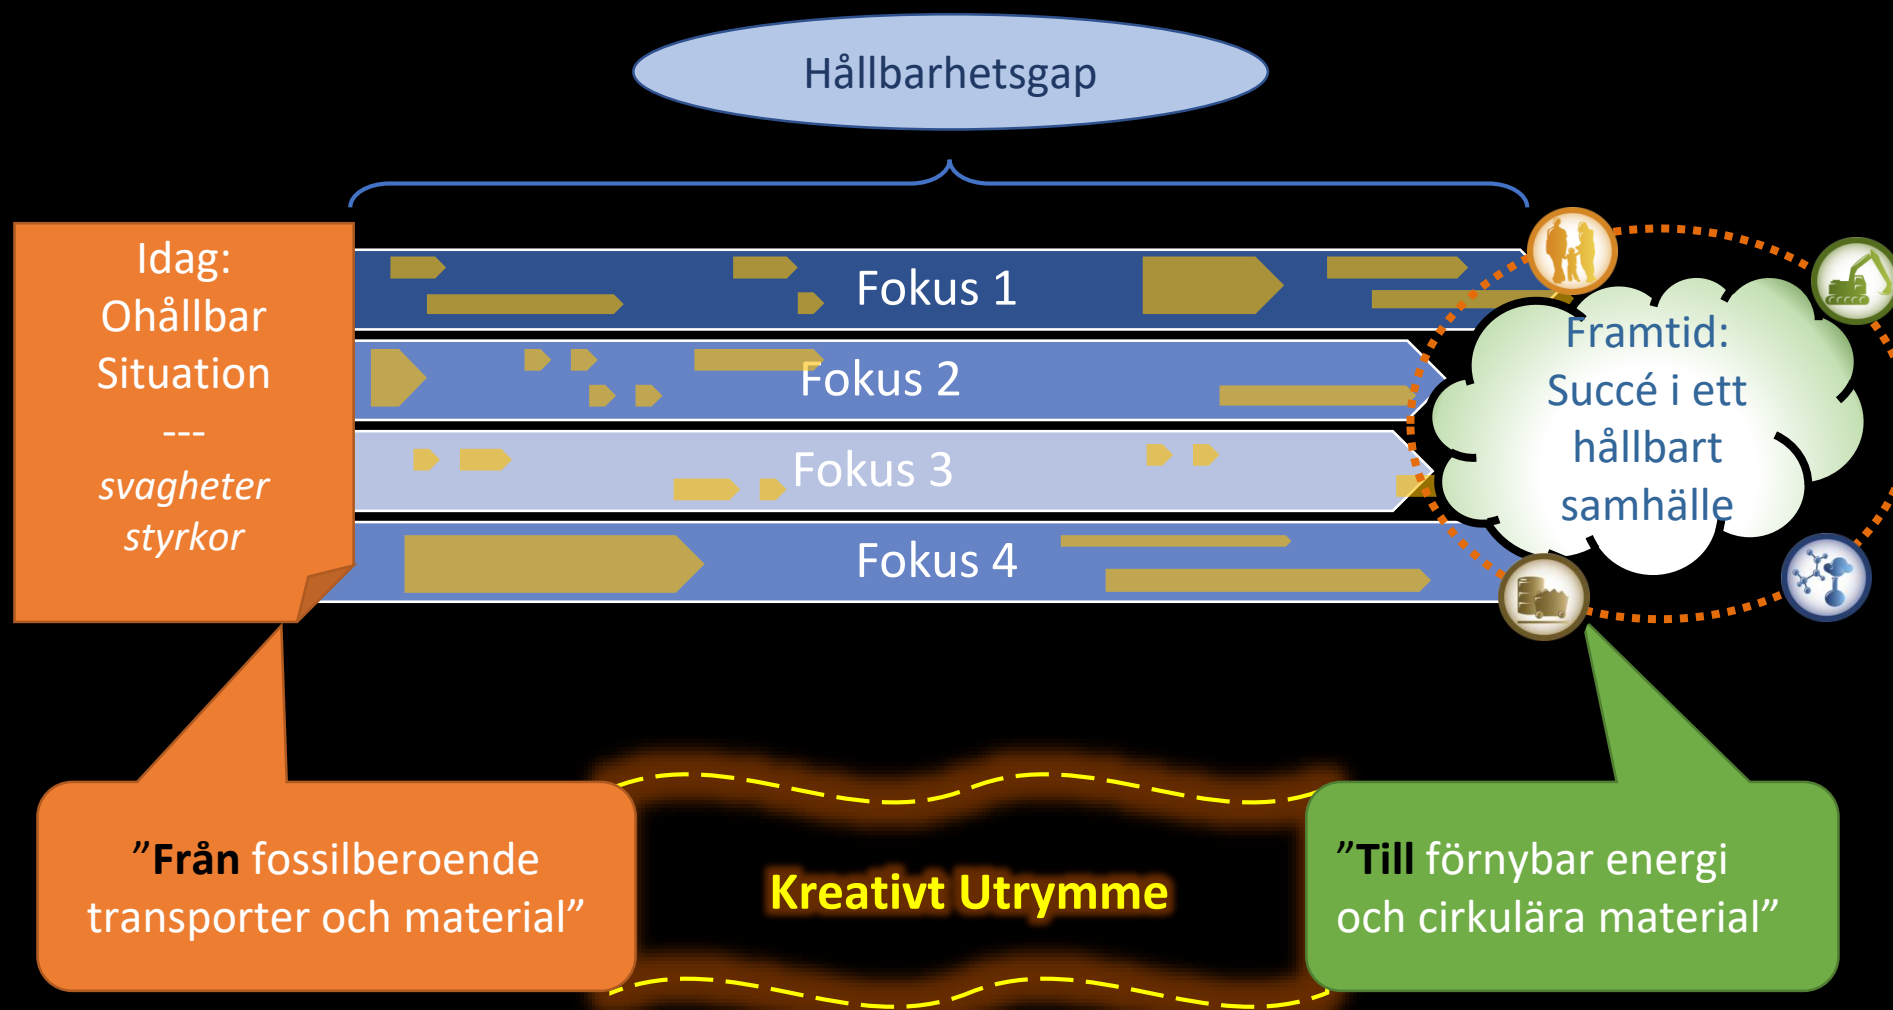 Hållbarhetsgap
Idag:
Ohållbar
Situation
---
svagheter
styrkor
Fokus 1
Fokus 2
Fokus 3
Fokus 4
Framtid:
Succé i ett
hållbart
samhälle
”Från fossilberoende
transporter och material”
Kreativt Utrymme
”Till förnybar energi
och cirkulära material”